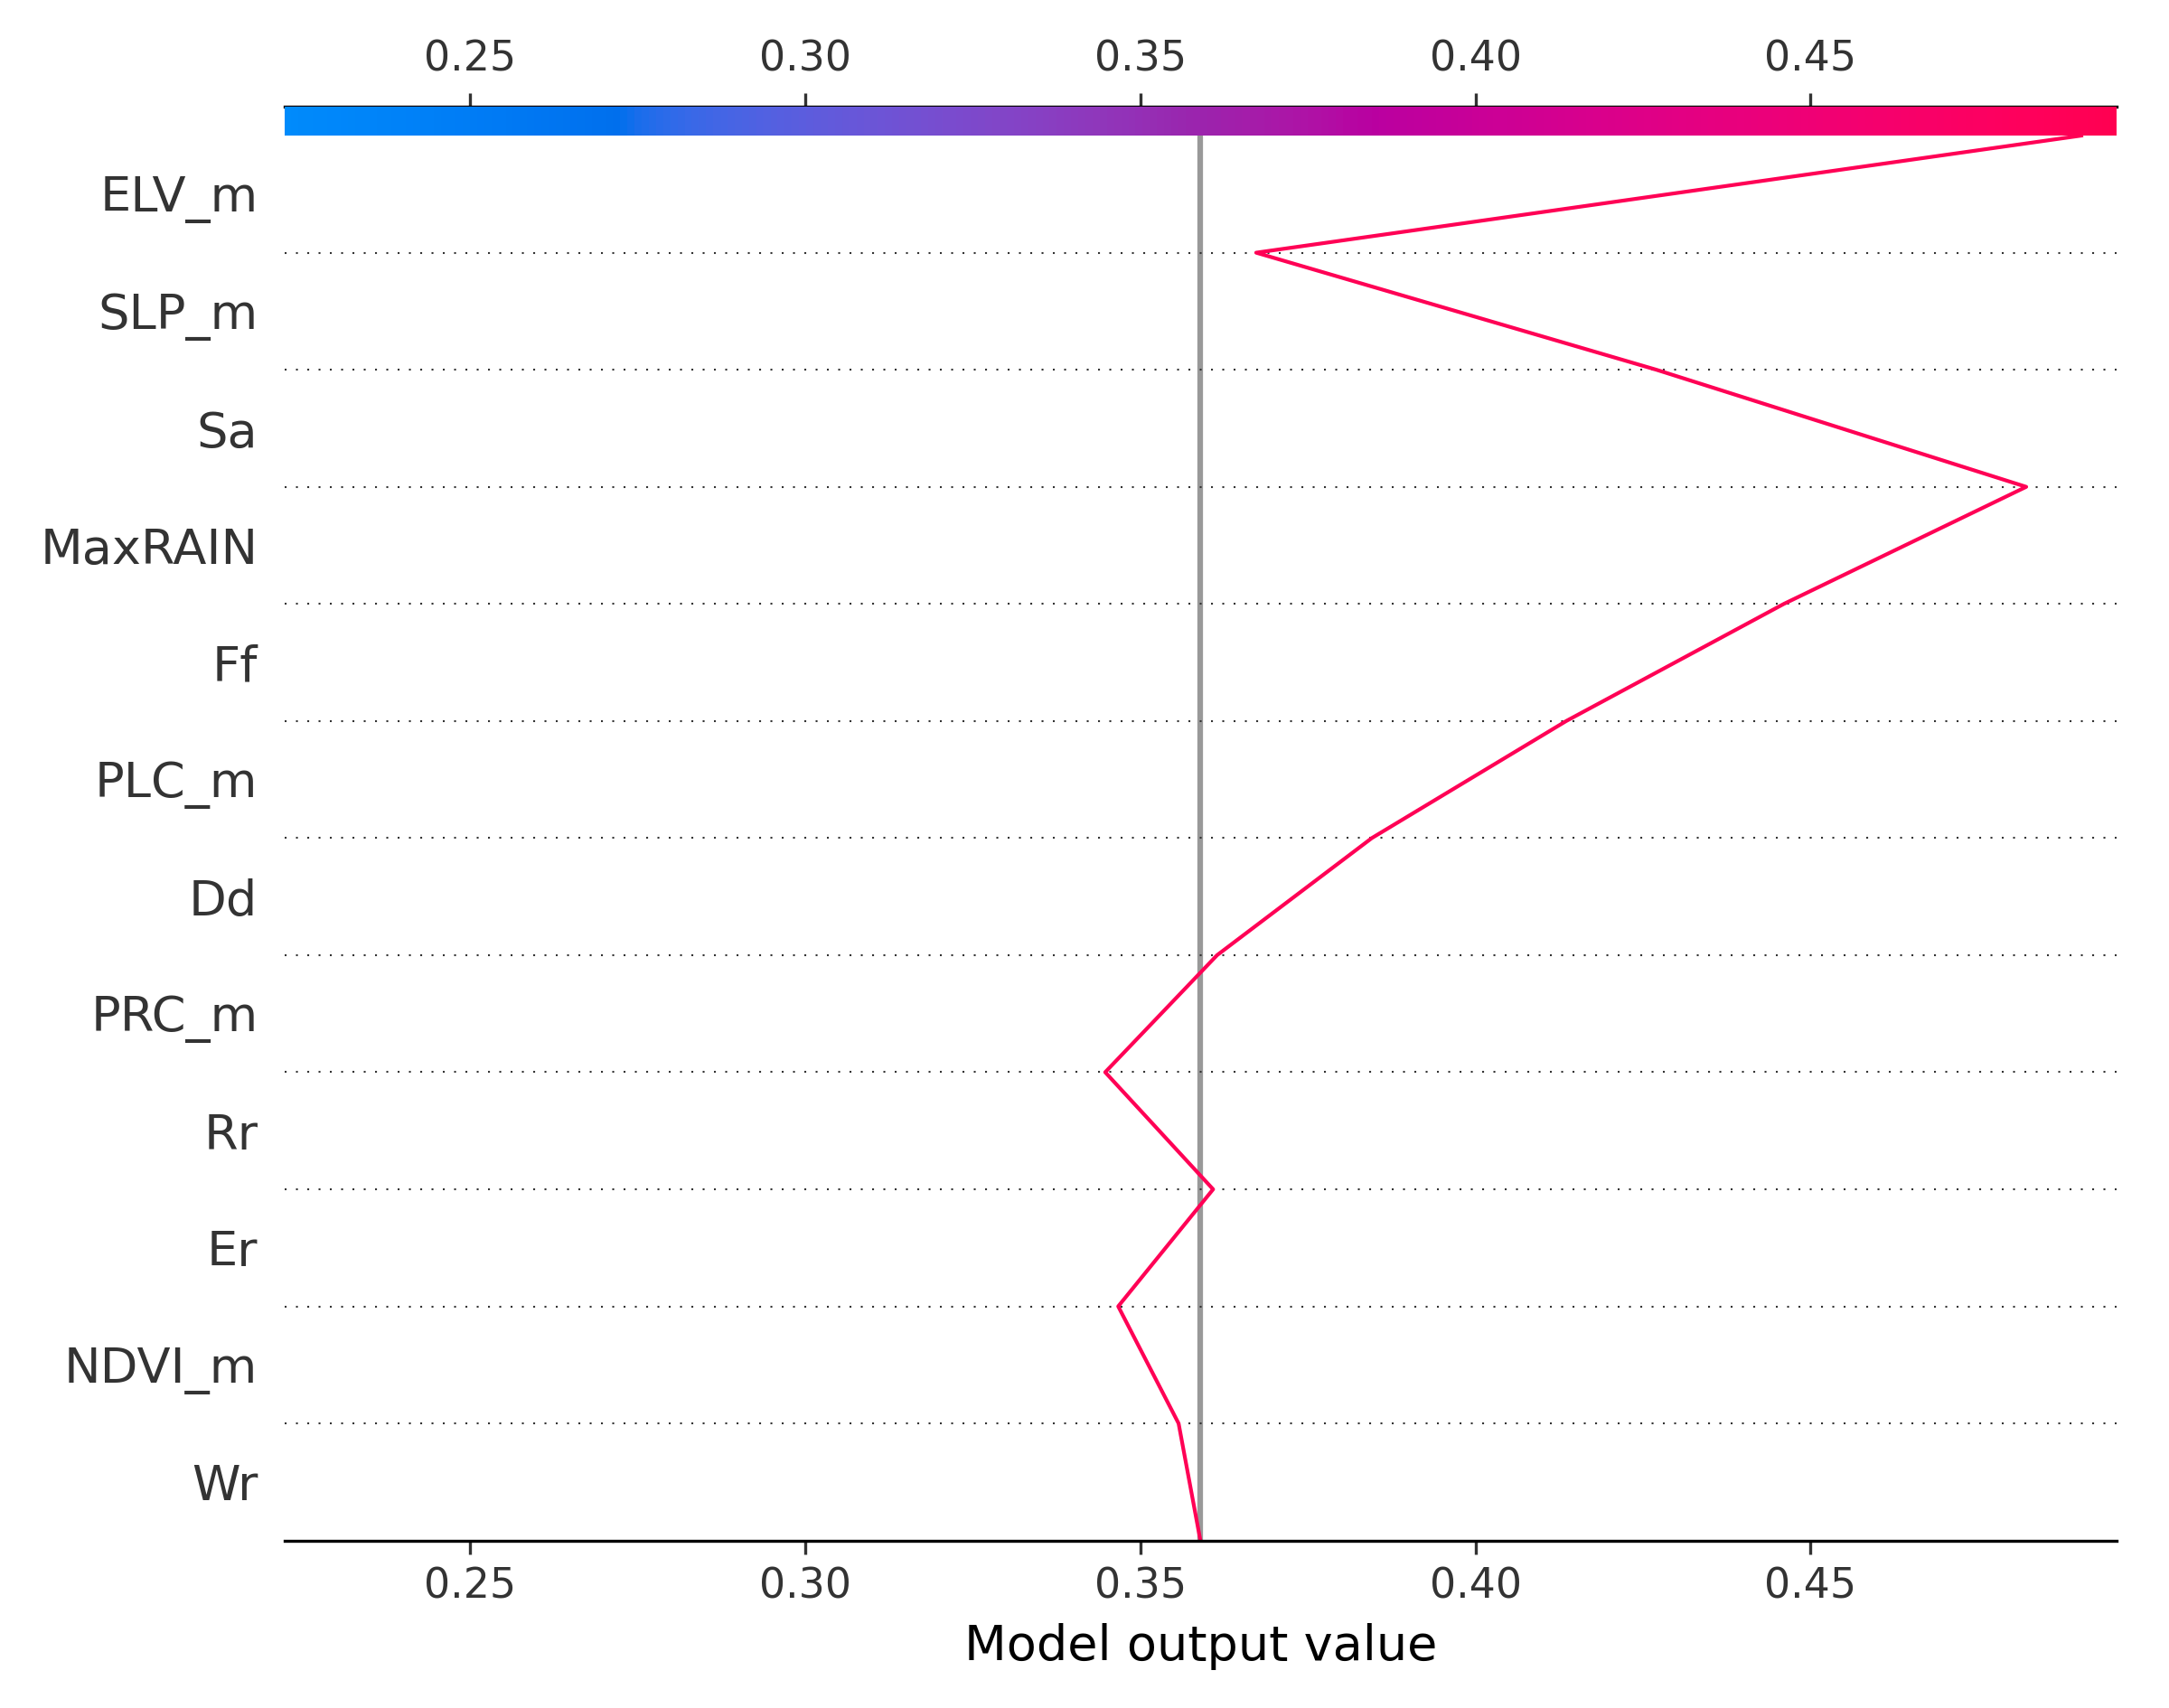 0.25 0.30 0.35 0.40 0.45
ELV_m
SLP_m
Sa
MaxRAIN
Ff
PLC_m
Dd
PRC_m
Rr
Er
NDVI_m
Wr
0.25 0.30 0.35 0.40 0.45
Model output value